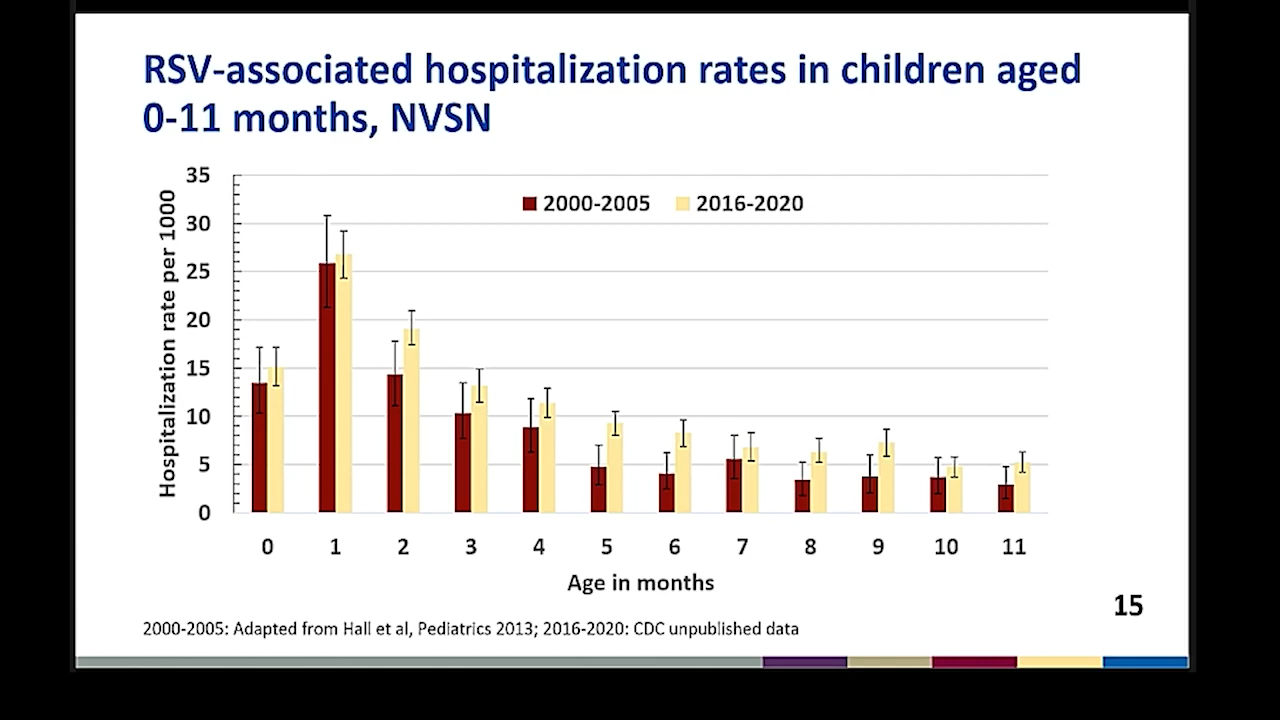 RSV-associated hospitalization rates in children aged
0-11 months, NVSN
Hospitalization rate per 1000
35
30
25
20
15
10
5
0
2000-2005 2016-2020
0 1 2 3 4 5 6 7 8 9 10 11
Age in months
15
2000-2005: Adapted from Hall et al, Pediatrics 2013; 2016-2020: CDC unpublished data